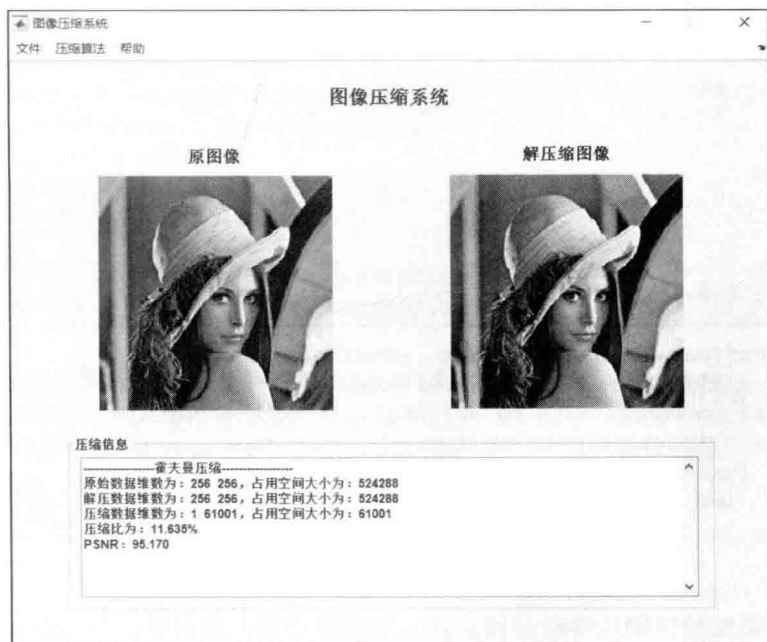 图像压缩系统
文件 压缩算法 帮助
图像压缩系统
原图像
解压缩图像
压缩信息
------------------霍夫曼压缩------------------
原始数据维数为:256 256,占用空间大小为:524288
解压数据维数为:256 256,占用空间大小为:524288
压缩数据维数为:1 61001,占用空间大小为:61001
压缩比为:11.635%
PSNR:95.170